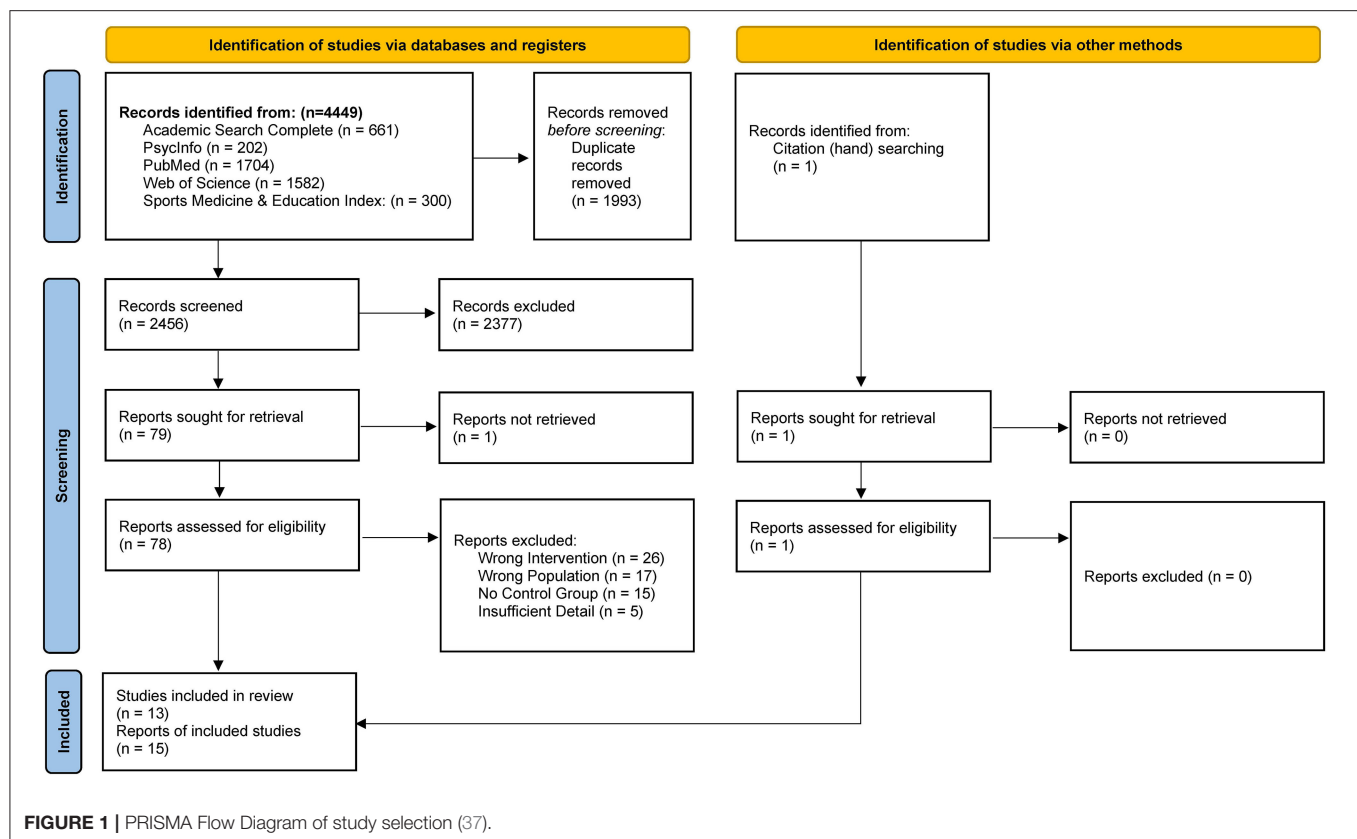 Identification of studies via databases and registers
Identification of studies via other methods
Identification
Records identified from: (n=4449)
Academic Search Complete (n = 661)
PsycInfo (n = 202)
PubMed (n = 1704)
Web of Science (n = 1582)
Sports Medicine & Education Index: (n = 300)
Records removed
before screening:
Duplicate
records
removed
(n = 1993)
Records identified from:
Citation (hand) searching
(n = 1)
Screening
Records screened
(n = 2456)
Records excluded
(n = 2377)
Reports sought for retrieval
(n = 79)
Reports not retrieved
(n = 1)
Reports sought for retrieval
(n = 1)
Reports not retrieved
(n = 0)
Reports assessed for eligibility
(n = 78)
Reports excluded:
Wrong Intervention (n = 26)
Wrong Population (n = 17)
No Control Group (n = 15)
Insufficient Detail (n = 5)
Reports assessed for eligibility
(n = 1)
Reports excluded (n = 0)
Included
Studies included in review
(n = 13)
Reports of included studies
(n = 15)
FIGURE 1 | PRISMA Flow Diagram of study selection (37).